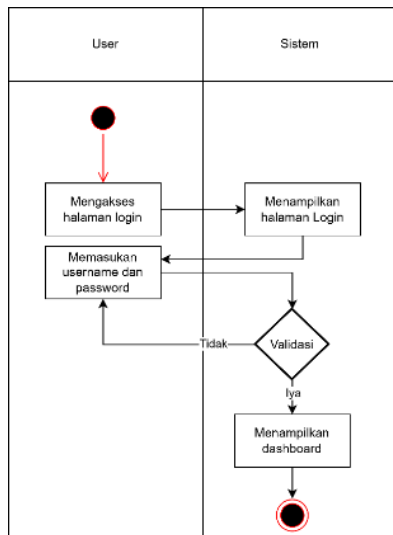 User
Sistem
Mengakses
halaman login
Menampilkan
halaman Login
Memasukan
username dan
password
Validasi
Tidak
Iya
Menampilkan
dashboard